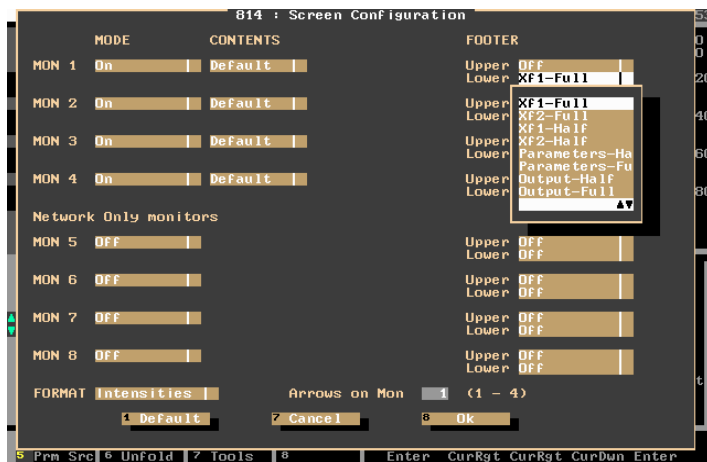 814 : Screen Configuration
MODE CONTENTS FOOTER
MON 1 On Default Upper Off
Lower Xf1-Full
MON 2 On Default Upper Xf1-Full
Lower Xf2-Full
Xf1-Half
MON 3 On Default Upper Xf2-Half
Lower Parameters-Ha
Parameters-Fu
MON 4 On Default Upper Output-Half
Lower Output-Full
Network Only monitors
MON 5 Off Upper Off
Lower Off
MON 6 Off Upper Off
Lower Off
MON 7 Off Upper Off
Lower Off
MON 8 Off Upper Off
Lower Off
FORMAT Intensities Arrows on Mon 1 (1 - 4)
1 Default 7 Cancel 8 Ok
5 Prm Src 6 Unfold 7 Tools 8 Enter CurRgt CurRgt CurDwn Enter